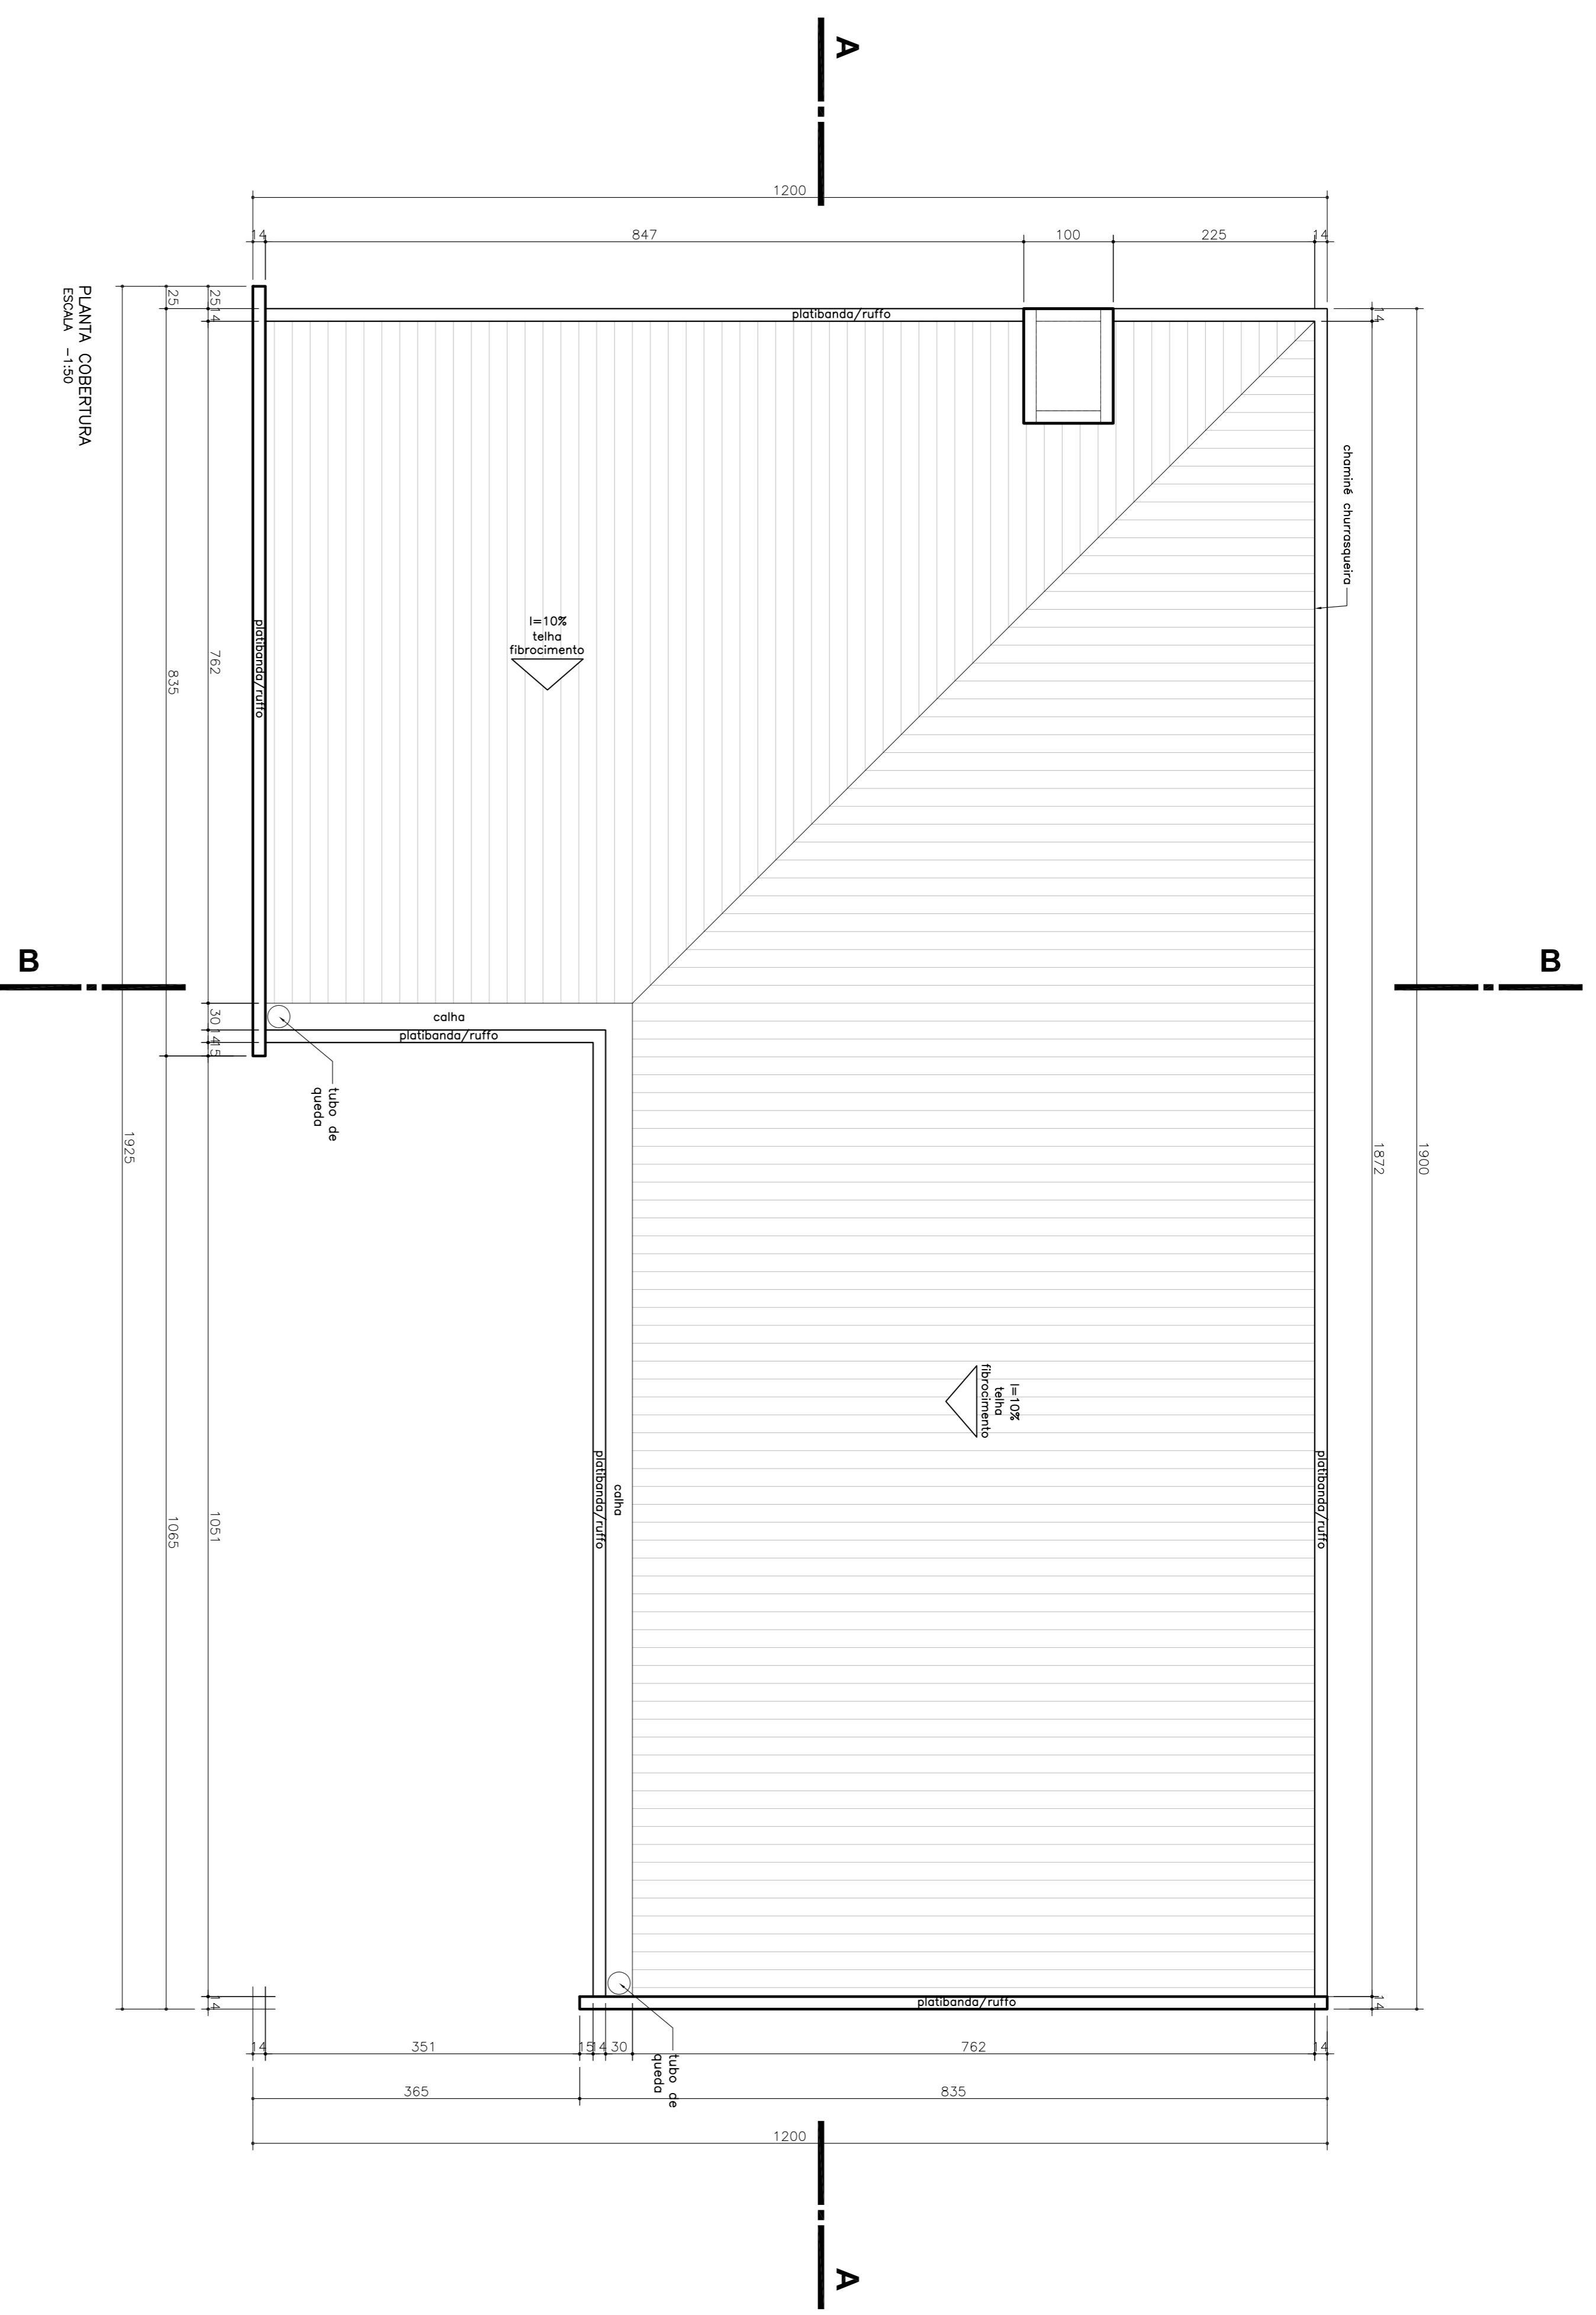 A
1200
14
847
100
225
14
PLANTA COBERTURA
ESCALA -1:50
25
25
14
platibanda/ruffo
14
chaminé churrasqueira
I=10%
telha
fibrocimento
platibanda/ruffo
762
835
B
B
30
14
15
calha
platibanda/ruffo
tubo de
queda
1925
1872
1900
I=10%
telha
fibrocimento
platibanda/ruffo
calha
platibanda/ruffo
1051
1065
14
platibanda/ruffo
14
14
351
15
14
30
762
14
tubo de
queda
365
835
1200
A